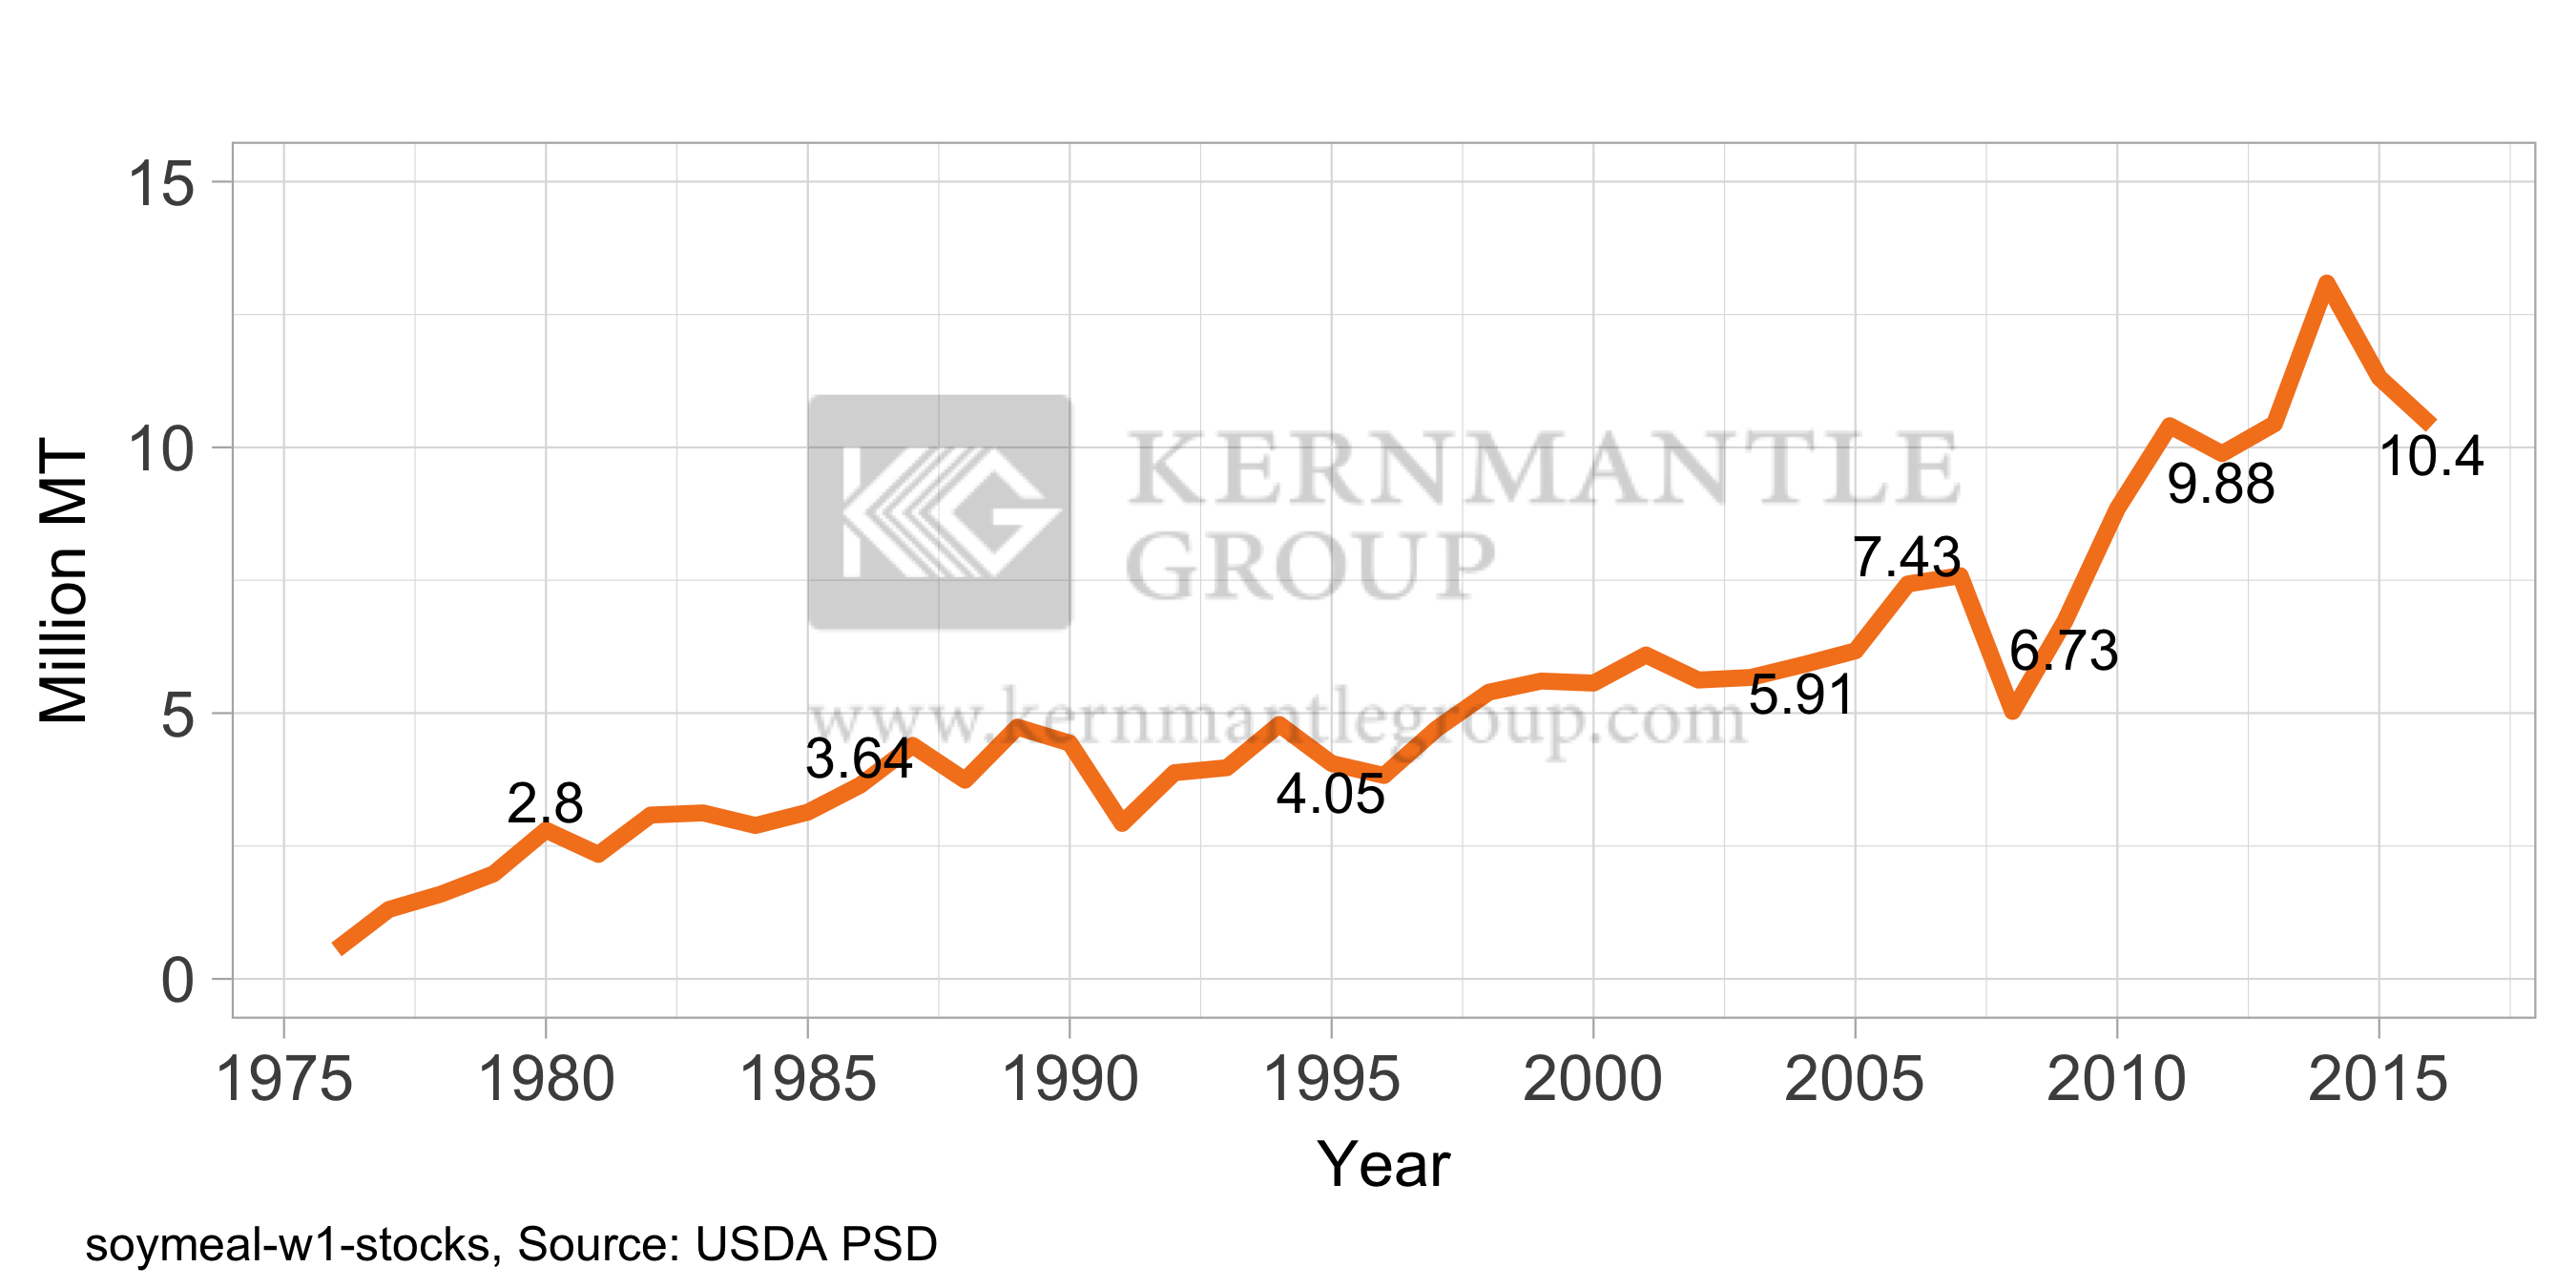 15
10
5
0
Million MT
KERNMANTLE
GROUP
www.kernmantlegroup.com
2.8
3.64
4.05
5.91
7.43
6.73
9.88
10.4
1975 1980 1985 1990 1995 2000 2005 2010 2015
Year
soymeal-w1-stocks, Source: USDA PSD